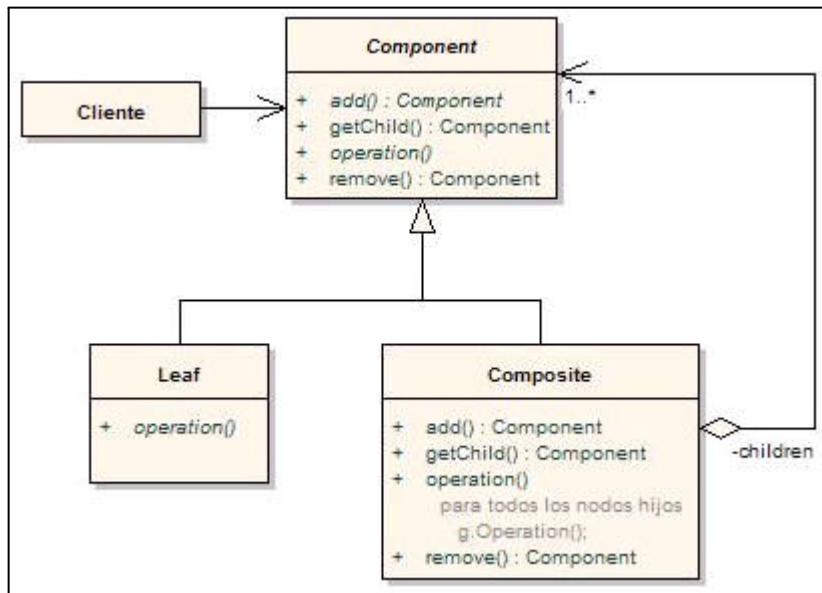 Component
+ add() : Component
+ getChild() : Component
+ operation()
+ remove() : Component
Cliente
1..*
Leaf
+ operation()
Composite
+ add() : Component
+ getChild() : Component
+ operation()
para todos los nodos hijos
g.Operation();
+ remove() : Component
-children